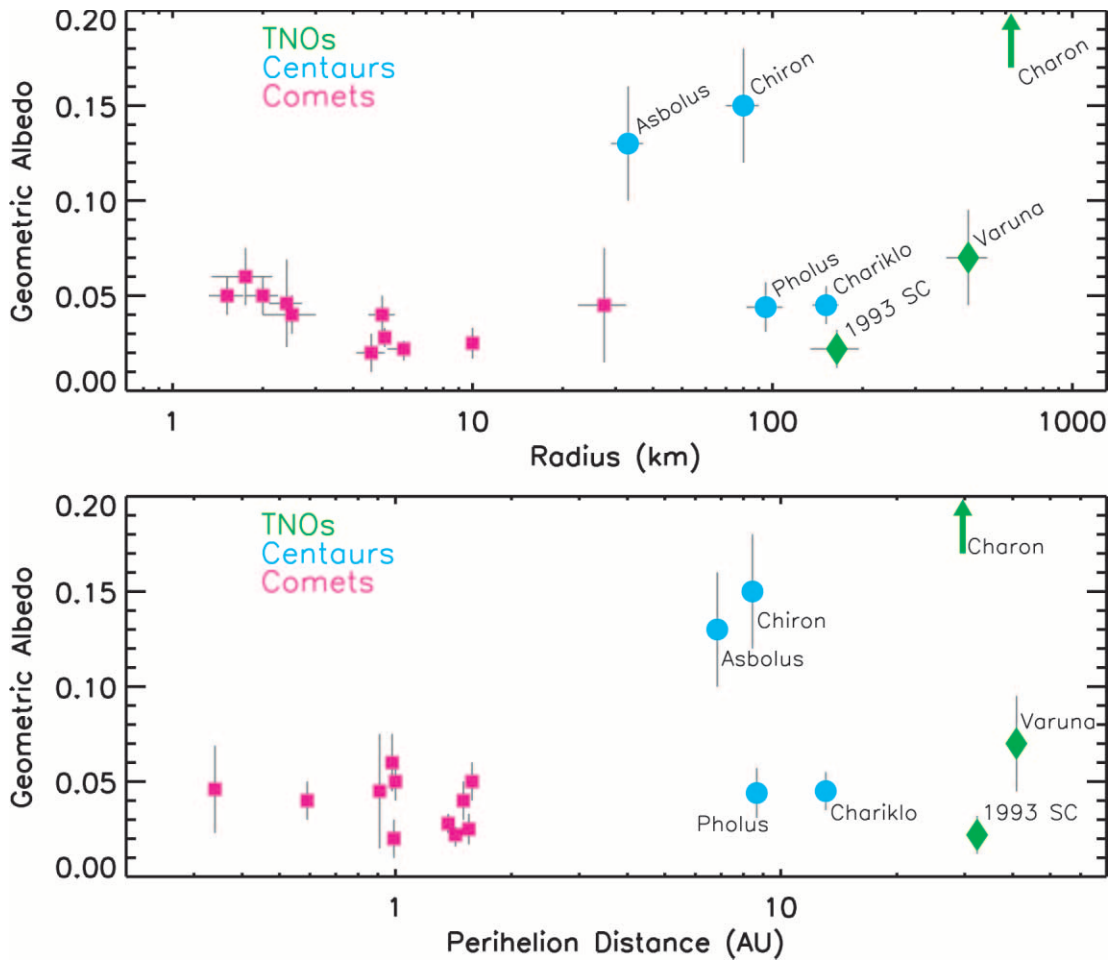 0.20
TNOs
Centaurs
Comets
Charon
Chiron
Asbolus
0.15
Geometric Albedo
0.10
Varuna
Pholus
Chariklo
0.05
1993 SC
0.00
1 10 100 1000
Radius (km)
0.20
TNOs
Centaurs
Comets
Charon
0.15
Chiron
Asbolus
Geometric Albedo
0.10
Varuna
0.05
Pholus
Chariklo
1993 SC
0.00
1 10
Perihelion Distance (AU)